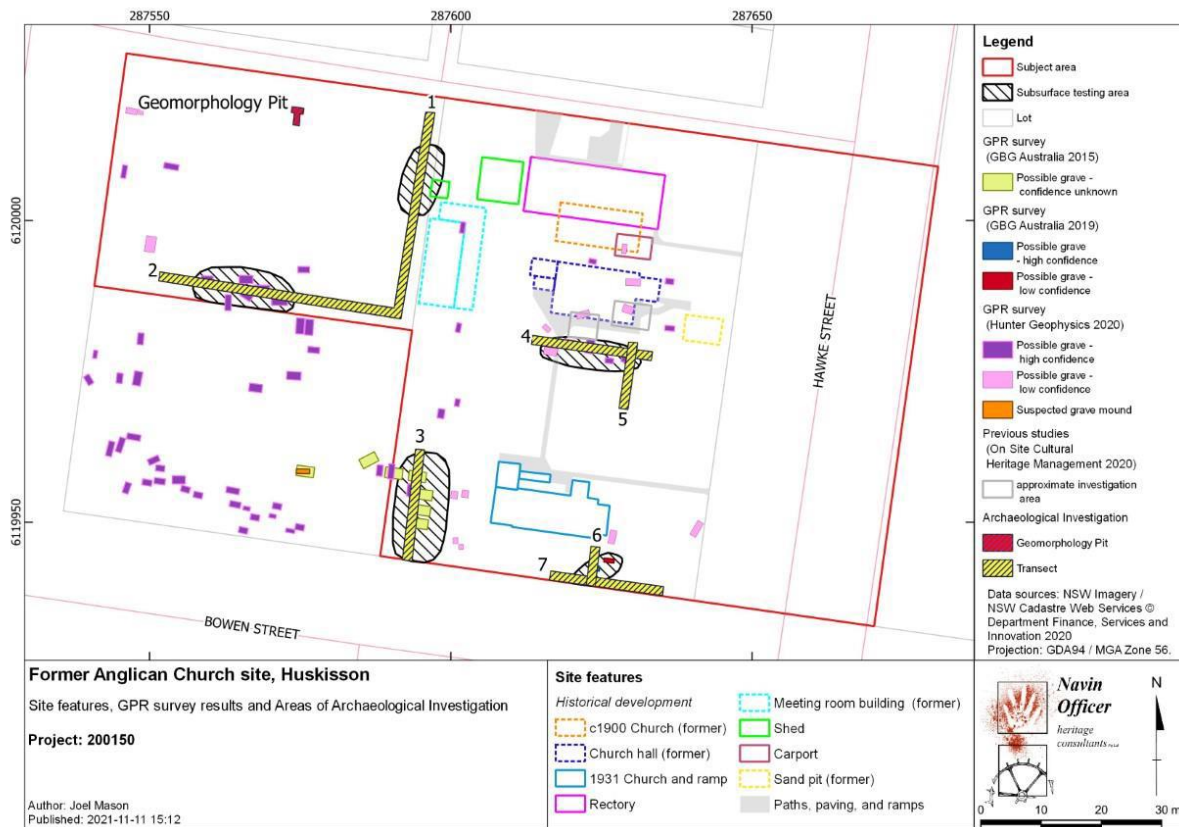 287550
287600
287650
6120000
6119950
Geomorphology Pit
1
2
3
4
5
6
7
HAWKE STREET
BOWEN STREET
Legend
Subject area
Subsurface testing area
Lot
GPR survey
(GBG Australia 2015)
Possible grave -
confidence unknown
GPR survey
(GBG Australia 2019)
Possible grave
- high confidence
Possible grave -
low confidence
GPR survey
(Hunter Geophysics 2020)
Possible grave -
high confidence
Possible grave -
low confidence
Suspected grave mound
Previous studies
(On Site Cultural
Heritage Management 2020)
approximate investigation
area
Archaeological Investigation
Geomorphology Pit
Transect
Data sources: NSW Imagery /
NSW Cadastre Web Services ©
Department Finance, Services and
Innovation 2020
Projection: GDA94 / MGA Zone 56.
Former Anglican Church site, Huskisson
Site features, GPR survey results and Areas of Archaeological Investigation
Project: 200150
Author: Joel Mason
Published: 2021-11-11 15:12
Site features
Historical development
c1900 Church (former)
Church hall (former)
1931 Church and ramp
Rectory
Meeting room building (former)
Shed
Carport
Sand pit (former)
Paths, paving, and ramps
Navin
Officer
heritage
consultants
N
0 10 20 30 m